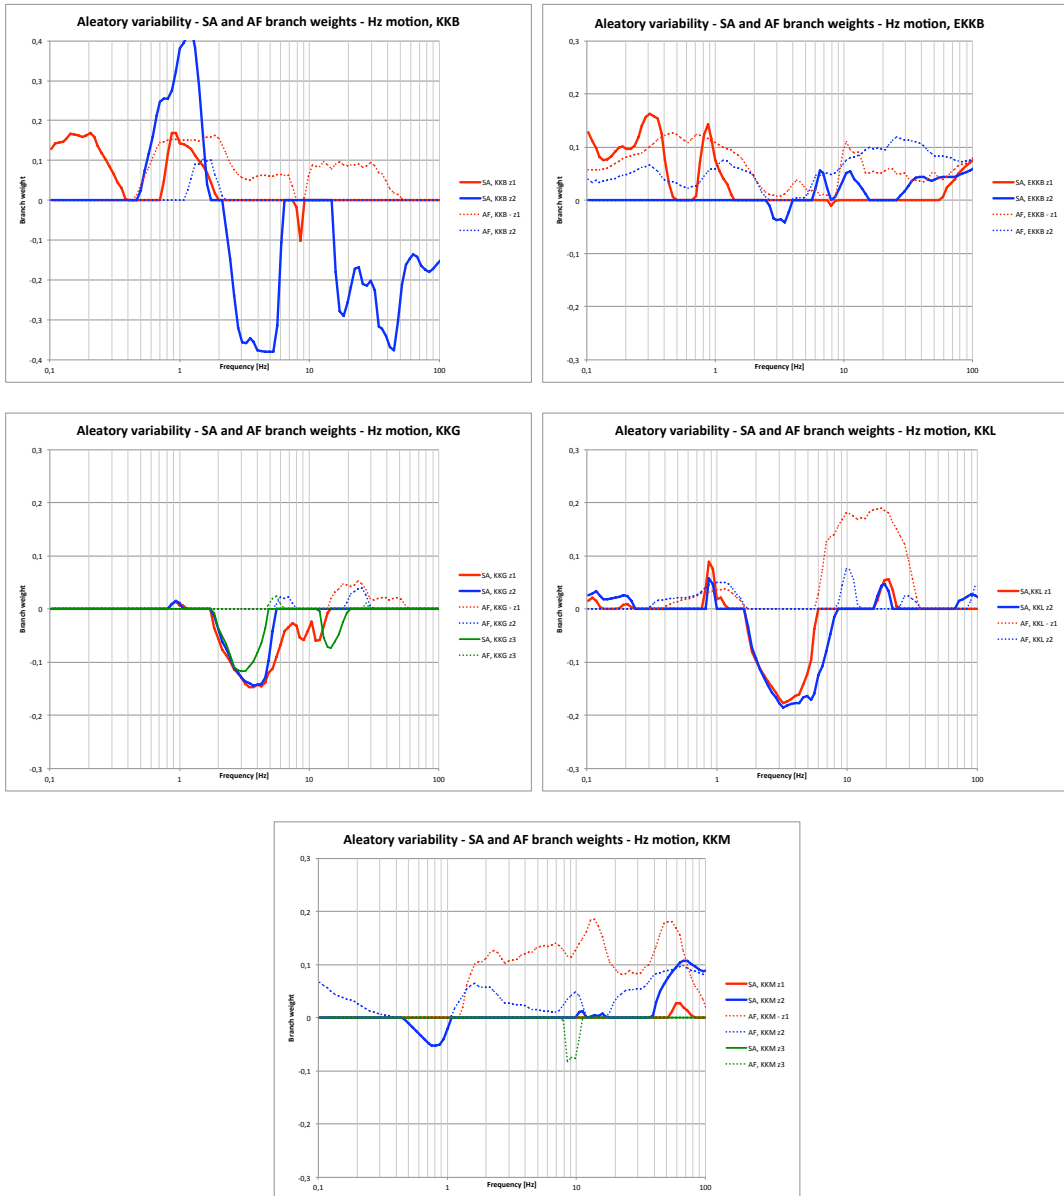 Aleatory variability - SA and AF branch weights - Hz motion, KKB
0,4
0,3
0,2
0,1
0
-0,1
-0,2
-0,3
-0,4
Branch weight
0,1
1
10
100
Frequency [Hz]
SA, KKB z1
SA, KKB z2
AF, KKB - z1
AF, KKB z2
Aleatory variability - SA and AF branch weights - Hz motion, EKKB
0,3
0,2
0,1
0
-0,1
-0,2
-0,3
Branch weight
0,1
1
10
100
Frequency [Hz]
SA, EKKB z1
SA, EKKB z2
AF, EKKB - z1
AF, EKKB z2
Aleatory variability - SA and AF branch weights - Hz motion, KKG
0,3
0,2
0,1
0
-0,1
-0,2
-0,3
Branch weight
0,1
1
10
100
Frequency [Hz]
SA, KKG z1
SA, KKG z2
AF, KKG - z1
AF, KKG z2
SA, KKG z3
AF, KKG z3
Aleatory variability - SA and AF branch weights - Hz motion, KKL
0,3
0,2
0,1
0
-0,1
-0,2
-0,3
Branch weight
0,1
1
10
100
Frequency [Hz]
SA,KKL z1
SA, KKL z2
AF, KKL - z1
AF, KKL z2
Aleatory variability - SA and AF branch weights - Hz motion, KKM
0,3
0,2
0,1
0
-0,1
-0,2
-0,3
Branch weight
0,1
1
10
100
Frequency [Hz]
SA, KKM z1
SA, KKM z2
AF, KKM - z1
AF, KKM z2
SA, KKM z3
AF, KKM z3